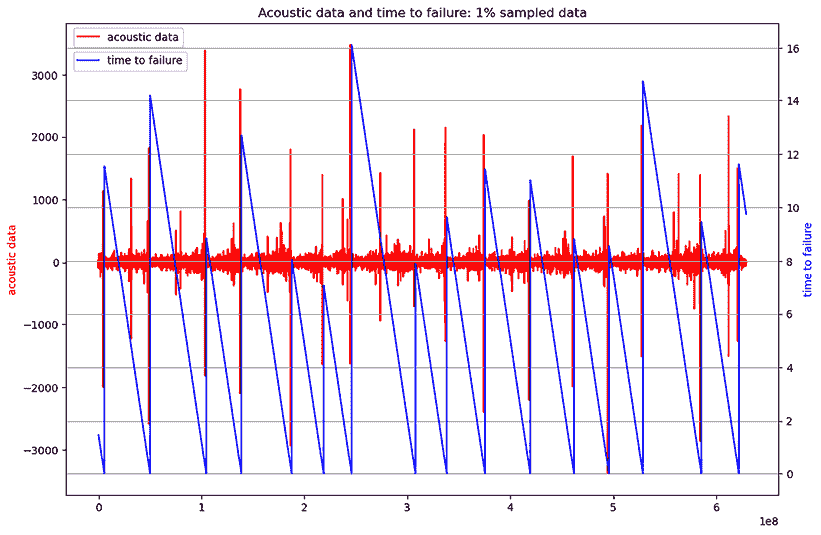 Acoustic data and time to failure: 1% sampled data
acoustic data
time to failure
3000
2000
1000
0
−1000
−2000
−3000
acoustic data
16
14
12
10
8
6
4
2
0
time to failure
0 1 2 3 4 5 6
1e8